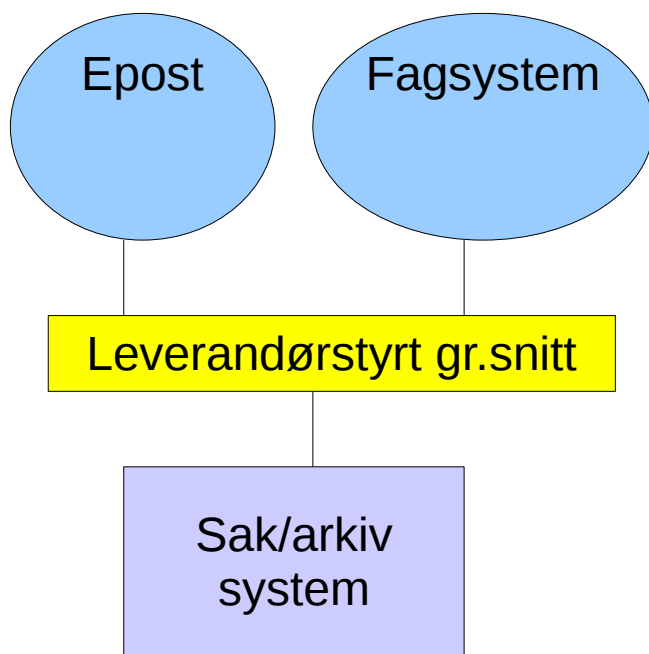 Epost
Fagsystem
Leverandørstyrt gr.snitt
Sak/arkiv
system